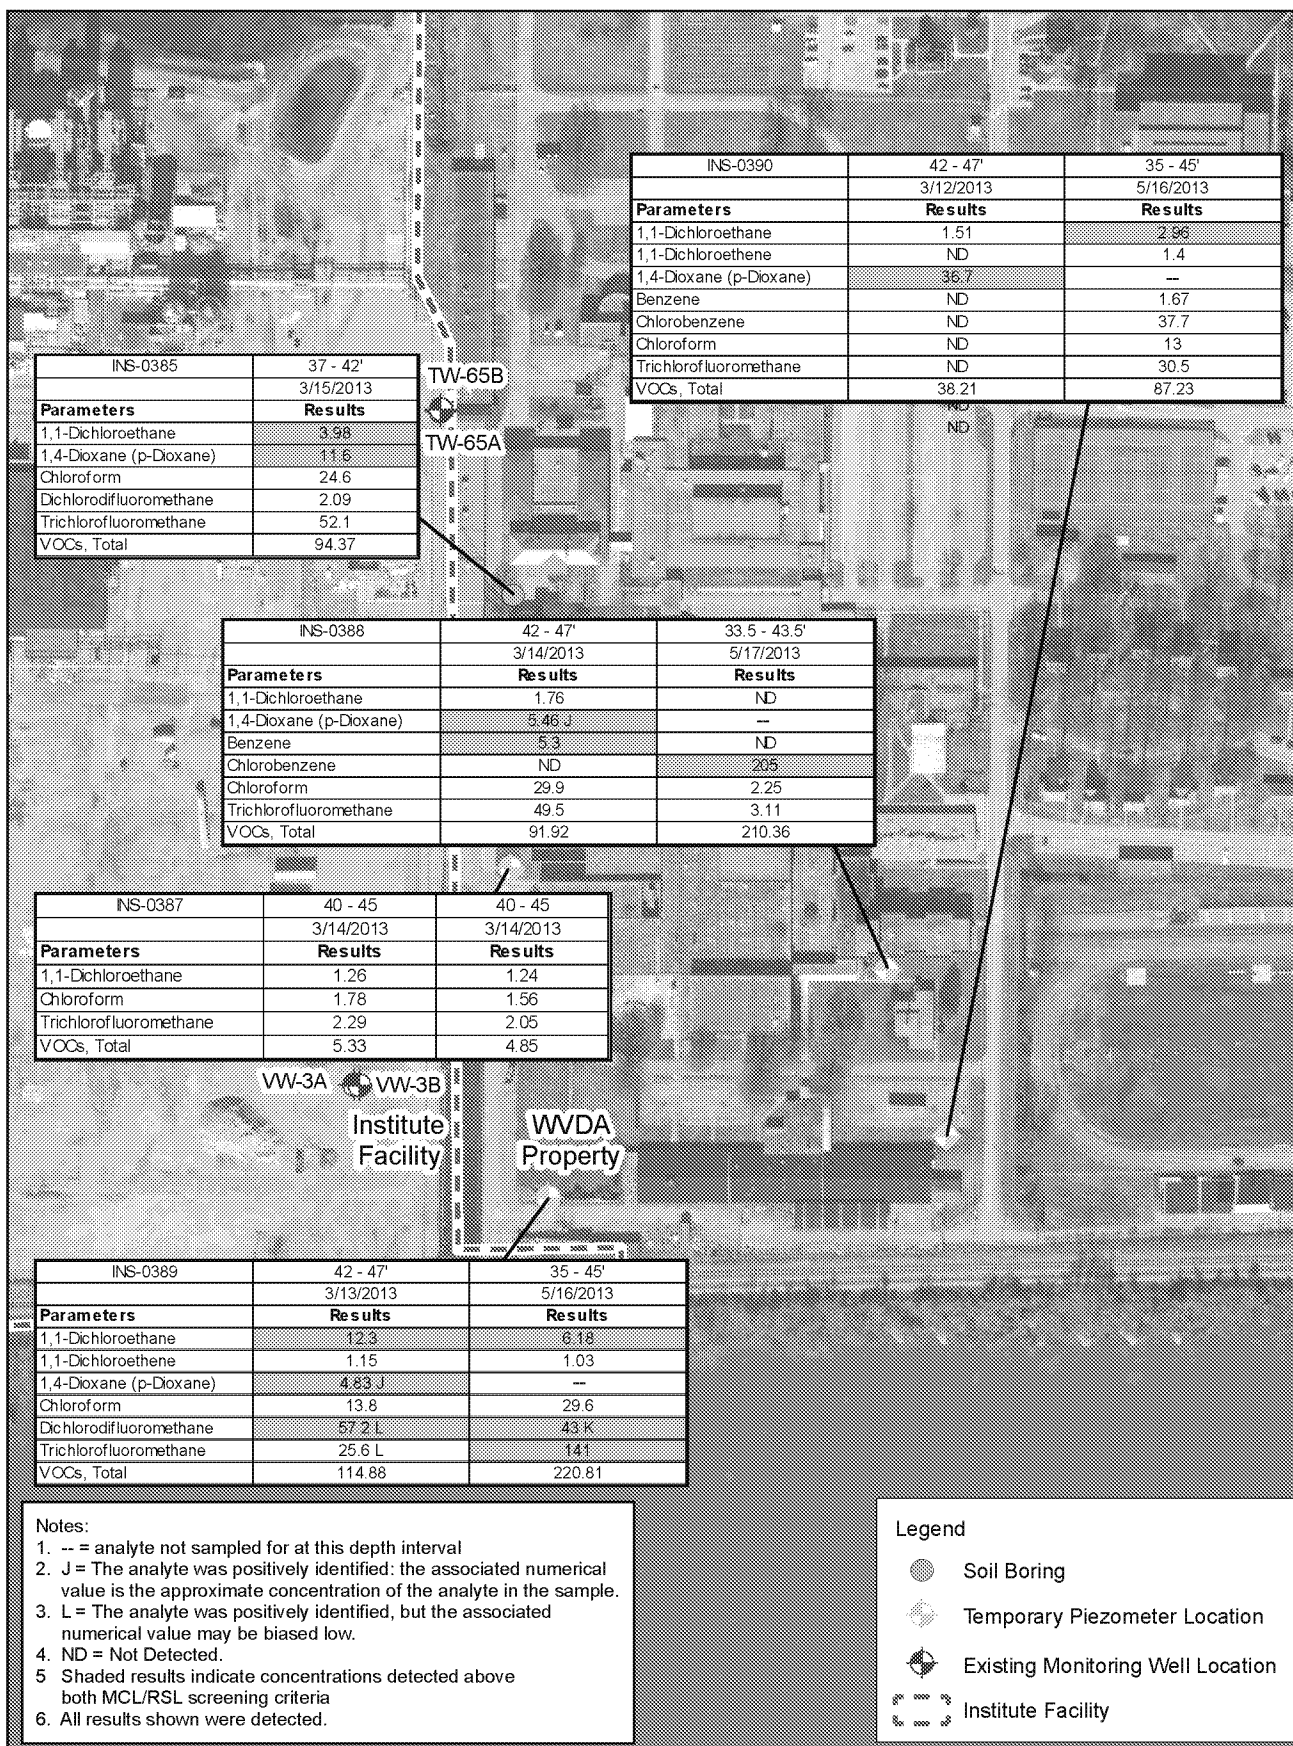 INS-0390 42 - 47' 35 - 45'
3/12/2013 5/16/2013
Parameters Results Results
1,1-Dichloroethane 1.51 2.96
1,1-Dichloroethene ND 1.4
1,4-Dioxane (p-Dioxane) 36.7 --
Benzene ND 1.67
Chlorobenzene ND 37.7
Chloroform ND 13
Trichlorofluoromethane ND 30.5
VOCs, Total 38.21 87.23
ND
ND
INS-0385 37 - 42'
3/15/2013
Parameters Results
1,1-Dichloroethane 3.98
1,4-Dioxane (p-Dioxane) 11.6
Chloroform 24.6
Dichlorodifluoromethane 2.09
Trichlorofluoromethane 52.1
VOCs, Total 94.37
TW-65B
TW-65A
INS-0388 42 - 47' 33.5 - 43.5'
3/14/2013 5/17/2013
Parameters Results Results
1,1-Dichloroethane 1.76 ND
1,4-Dioxane (p-Dioxane) 5.46 J --
Benzene 5.3 ND
Chlorobenzene ND 205
Chloroform 29.9 2.25
Trichlorofluoromethane 49.5 3.11
VOCs, Total 91.92 210.36
INS-0387 40 - 45 40 - 45
3/14/2013 3/14/2013
Parameters Results Results
1,1-Dichloroethane 1.26 1.24
Chloroform 1.78 1.56
Trichlorofluoromethane 2.29 2.05
VOCs, Total 5.33 4.85
VW-3A VW-3B
Institute
Facility
WVDA
Property
INS-0389 42 - 47' 35 - 45'
3/13/2013 5/16/2013
Parameters Results Results
1,1-Dichloroethane 12.3 6.18
1,1-Dichloroethene 1.15 1.03
1,4-Dioxane (p-Dioxane) 4.83 J --
Chloroform 13.8 29.6
Dichlorodifluoromethane 57.2 L 43 K
Trichlorofluoromethane 25.6 L 141
VOCs, Total 114.88 220.81
Notes:
1. -- = analyte not sampled for at this depth interval
2. J = The analyte was positively identified: the associated numerical
value is the approximate concentration of the analyte in the sample.
3. L = The analyte was positively identified, but the associated
numerical value may be biased low.
4. ND = Not Detected.
5 Shaded results indicate concentrations detected above
both MCL/RSL screening criteria
6. All results shown were detected.
Legend
Soil Boring
Temporary Piezometer Location
Existing Monitoring Well Location
Institute Facility